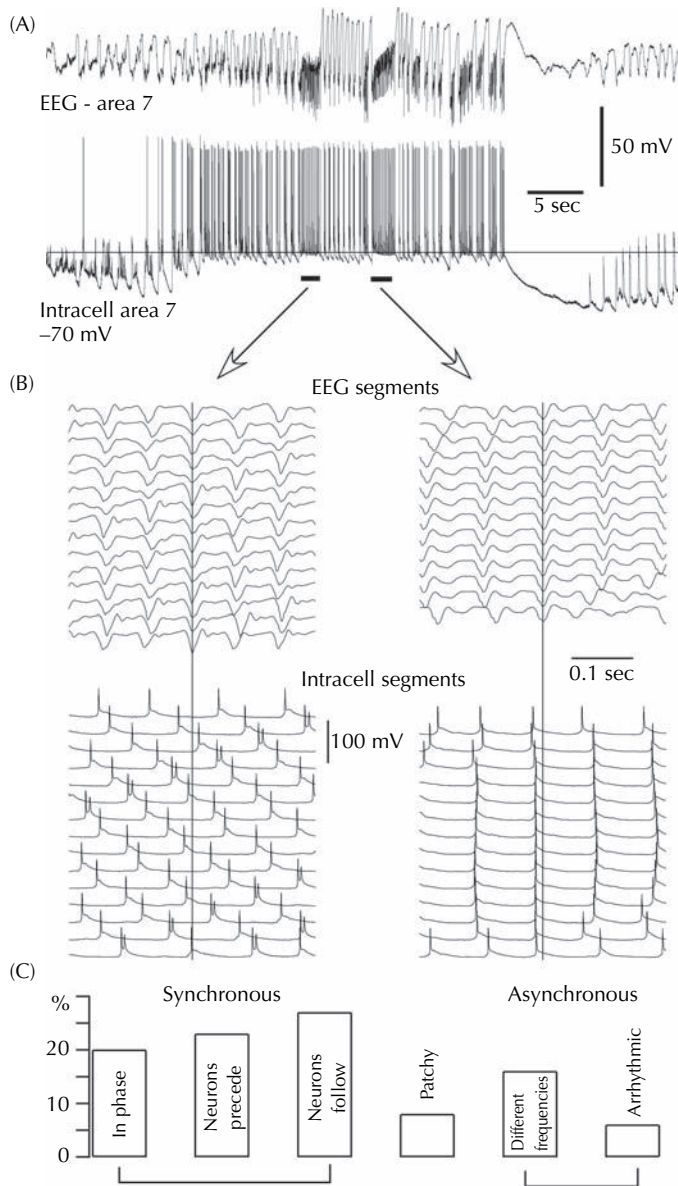 (A)
EEG - area 7
50 mV
5 sec
Intracell area 7
–70 mV
(B)
EEG segments
0.1 sec
Intracell segments
100 mV
(C)
Synchronous
Asynchronous
%
20
10
0
In phase
Neurons
precede
Neurons
follow
Patchy
Different
frequencies
Arrhythmic